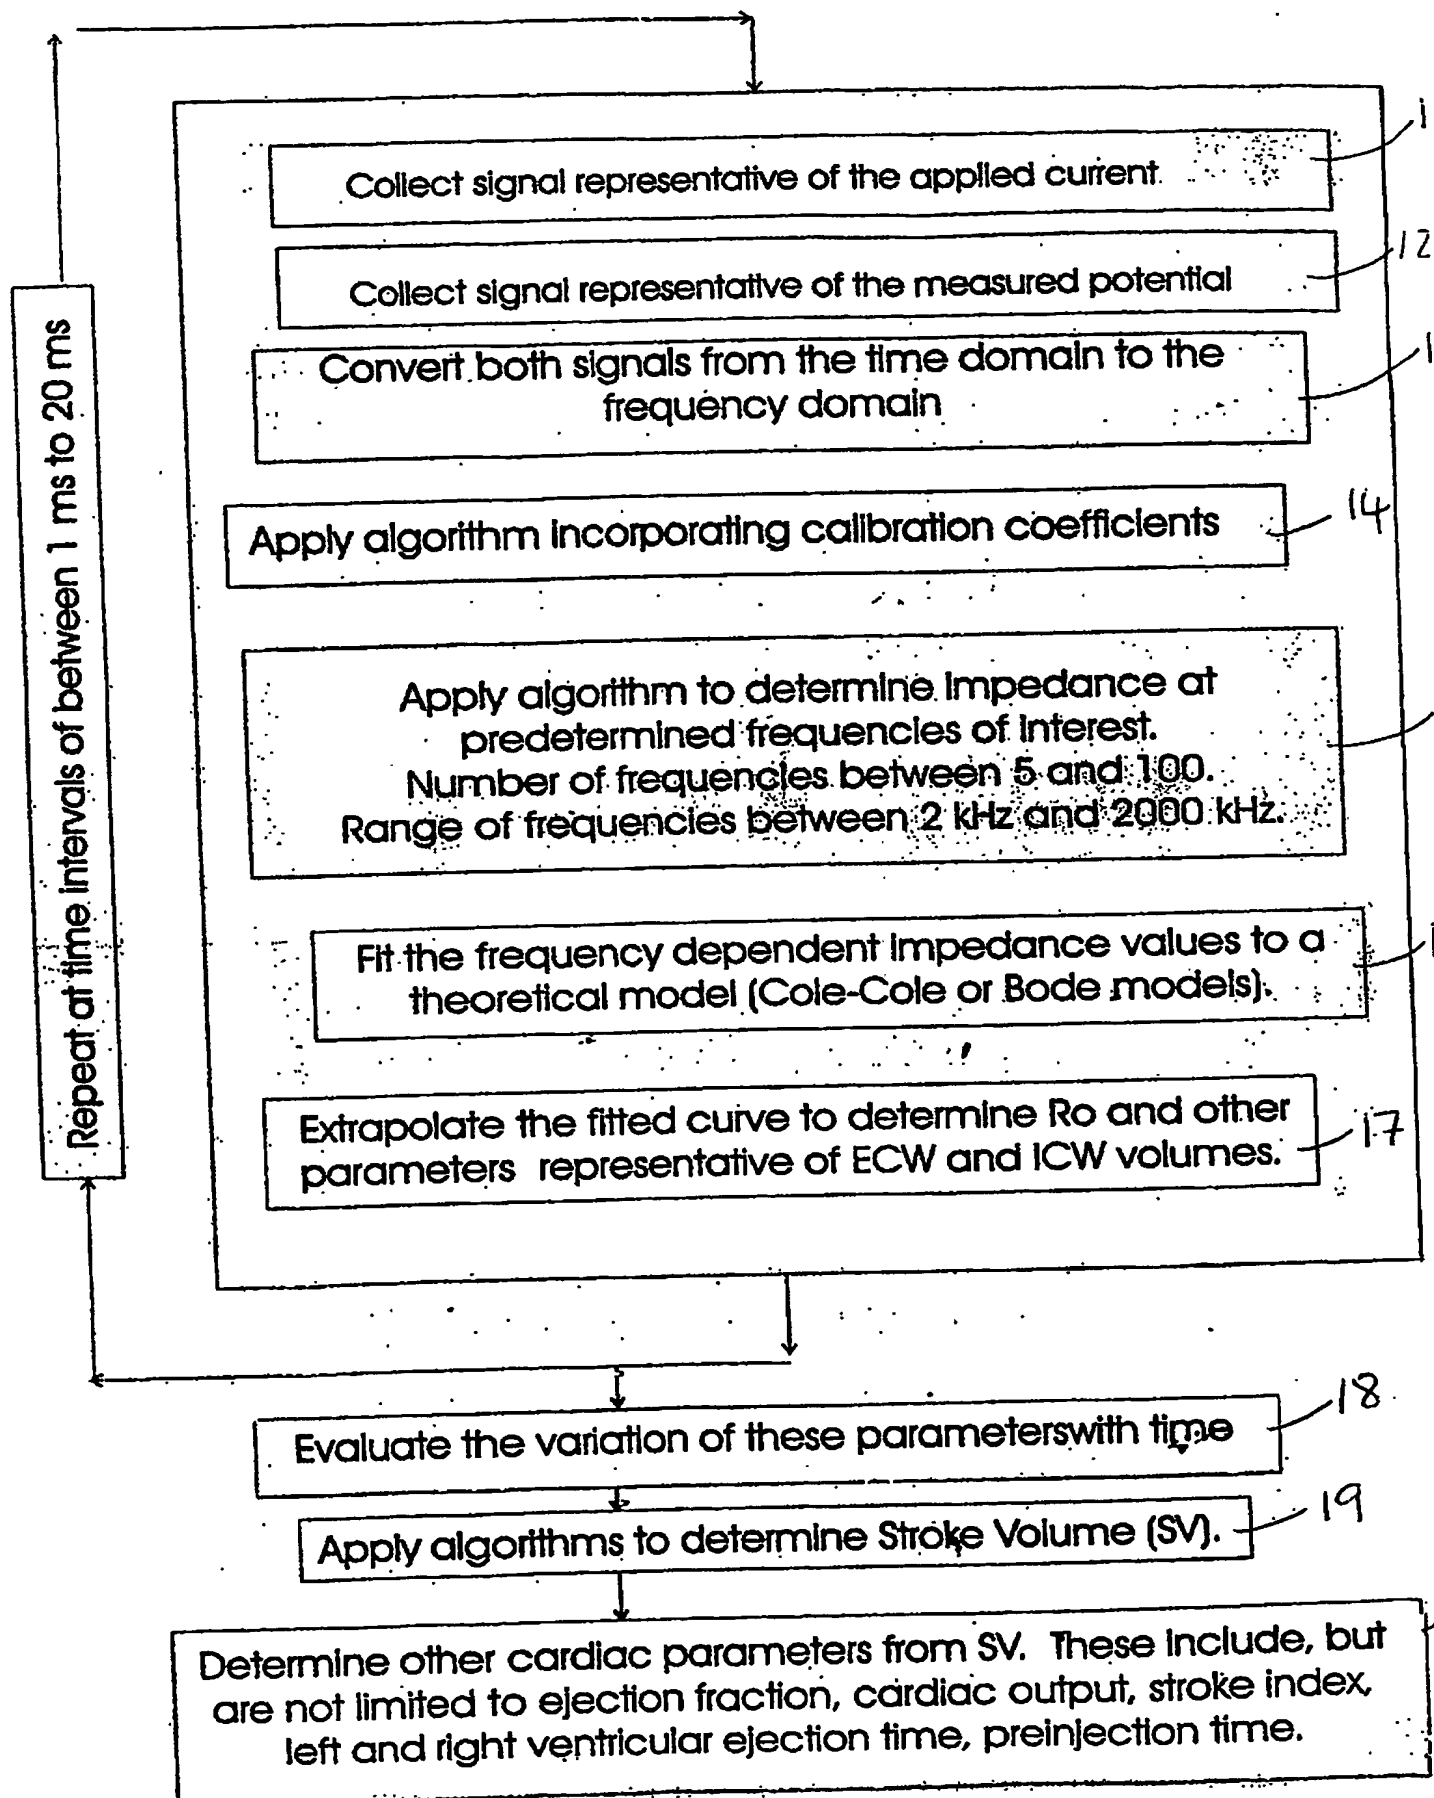 Collect signal representative of the applied current.
1
Collect signal representative of the measured potential
12
Convert both signals from the time domain to the
frequency domain
1
Apply algorithm incorporating calibration coefficients
14
Apply algorithm to determine impedance at
predetermined frequencies of interest.
Number of frequencies between 5 and 100.
Range of frequencies between 2 kHz and 2000 kHz.
Fit the frequency dependent impedance values to a
theoretical model (Cole-Cole or Bode models).
1
Extrapolate the fitted curve to determine Ro and other
parameters representative of ECW and ICW volumes.
17
Repeat at time intervals of between 1 ms to 20 ms
Evaluate the variation of these parameterswith time
18
Apply algorithms to determine Stroke Volume (SV).
19
Determine other cardiac parameters from SV. These include, but
are not limited to ejection fraction, cardiac output, stroke index,
left and right ventricular ejection time, preinjection time.